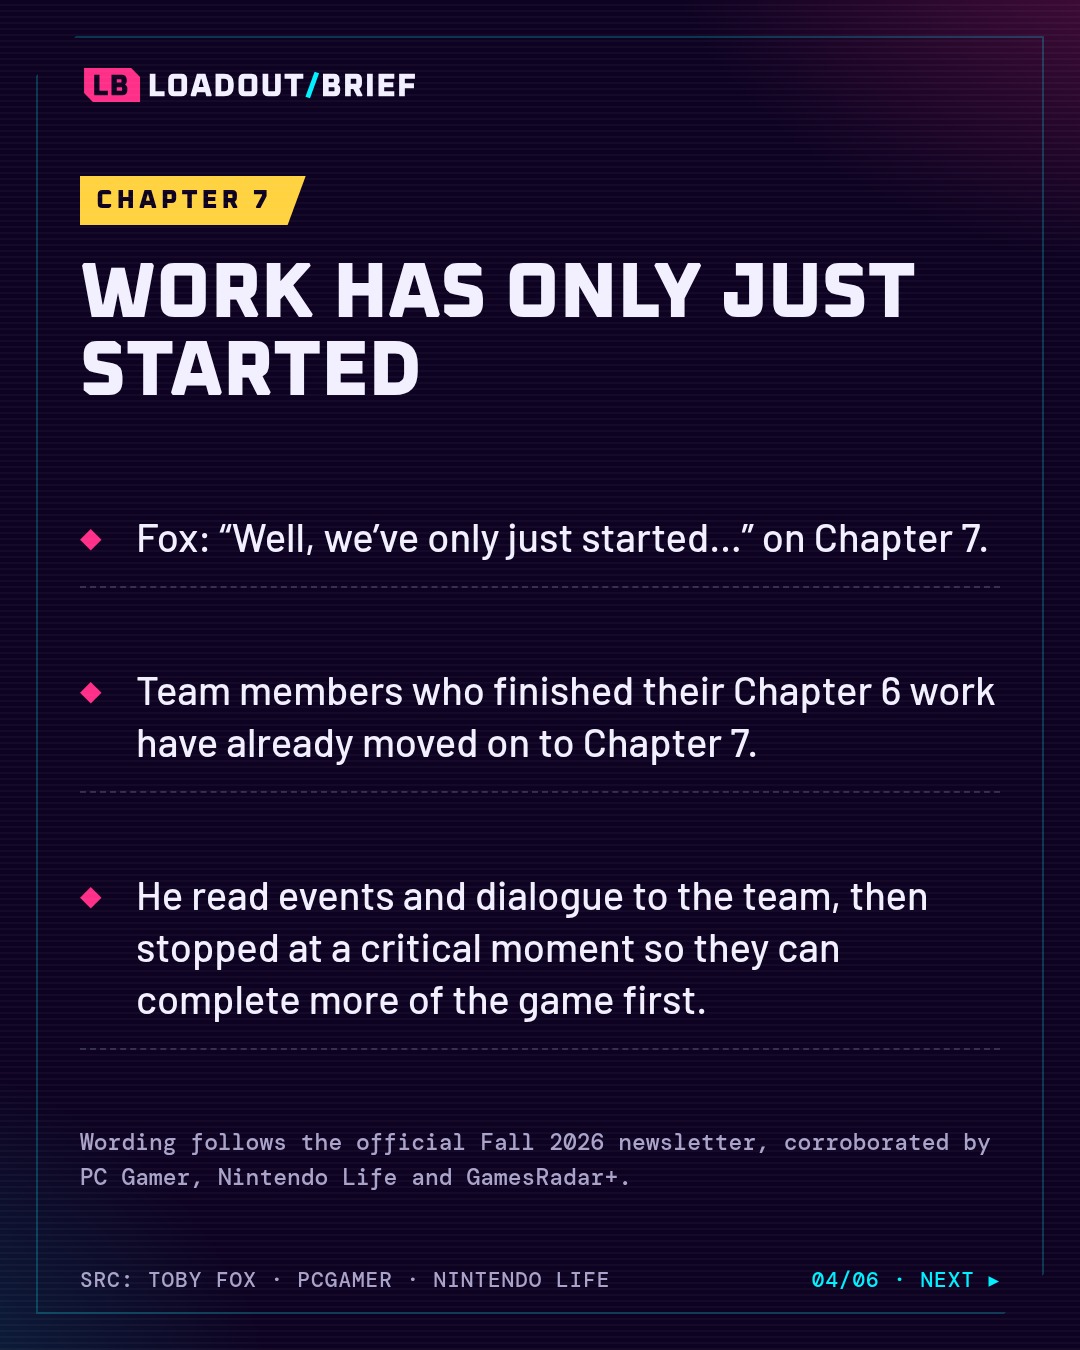 LB LOADOUT/BRIEF
CHAPTER 7
WORK HAS ONLY JUST
STARTED
Fox: “Well, we’ve only just started...” on Chapter 7.
Team members who finished their Chapter 6 work
have already moved on to Chapter 7.
He read events and dialogue to the team, then
stopped at a critical moment so they can
complete more of the game first.
Wording follows the official Fall 2026 newsletter, corroborated by
PC Gamer, Nintendo Life and GamesRadar+.
SRC: TOBY FOX · PCGAMER · NINTENDO LIFE
04/06 · NEXT ▸